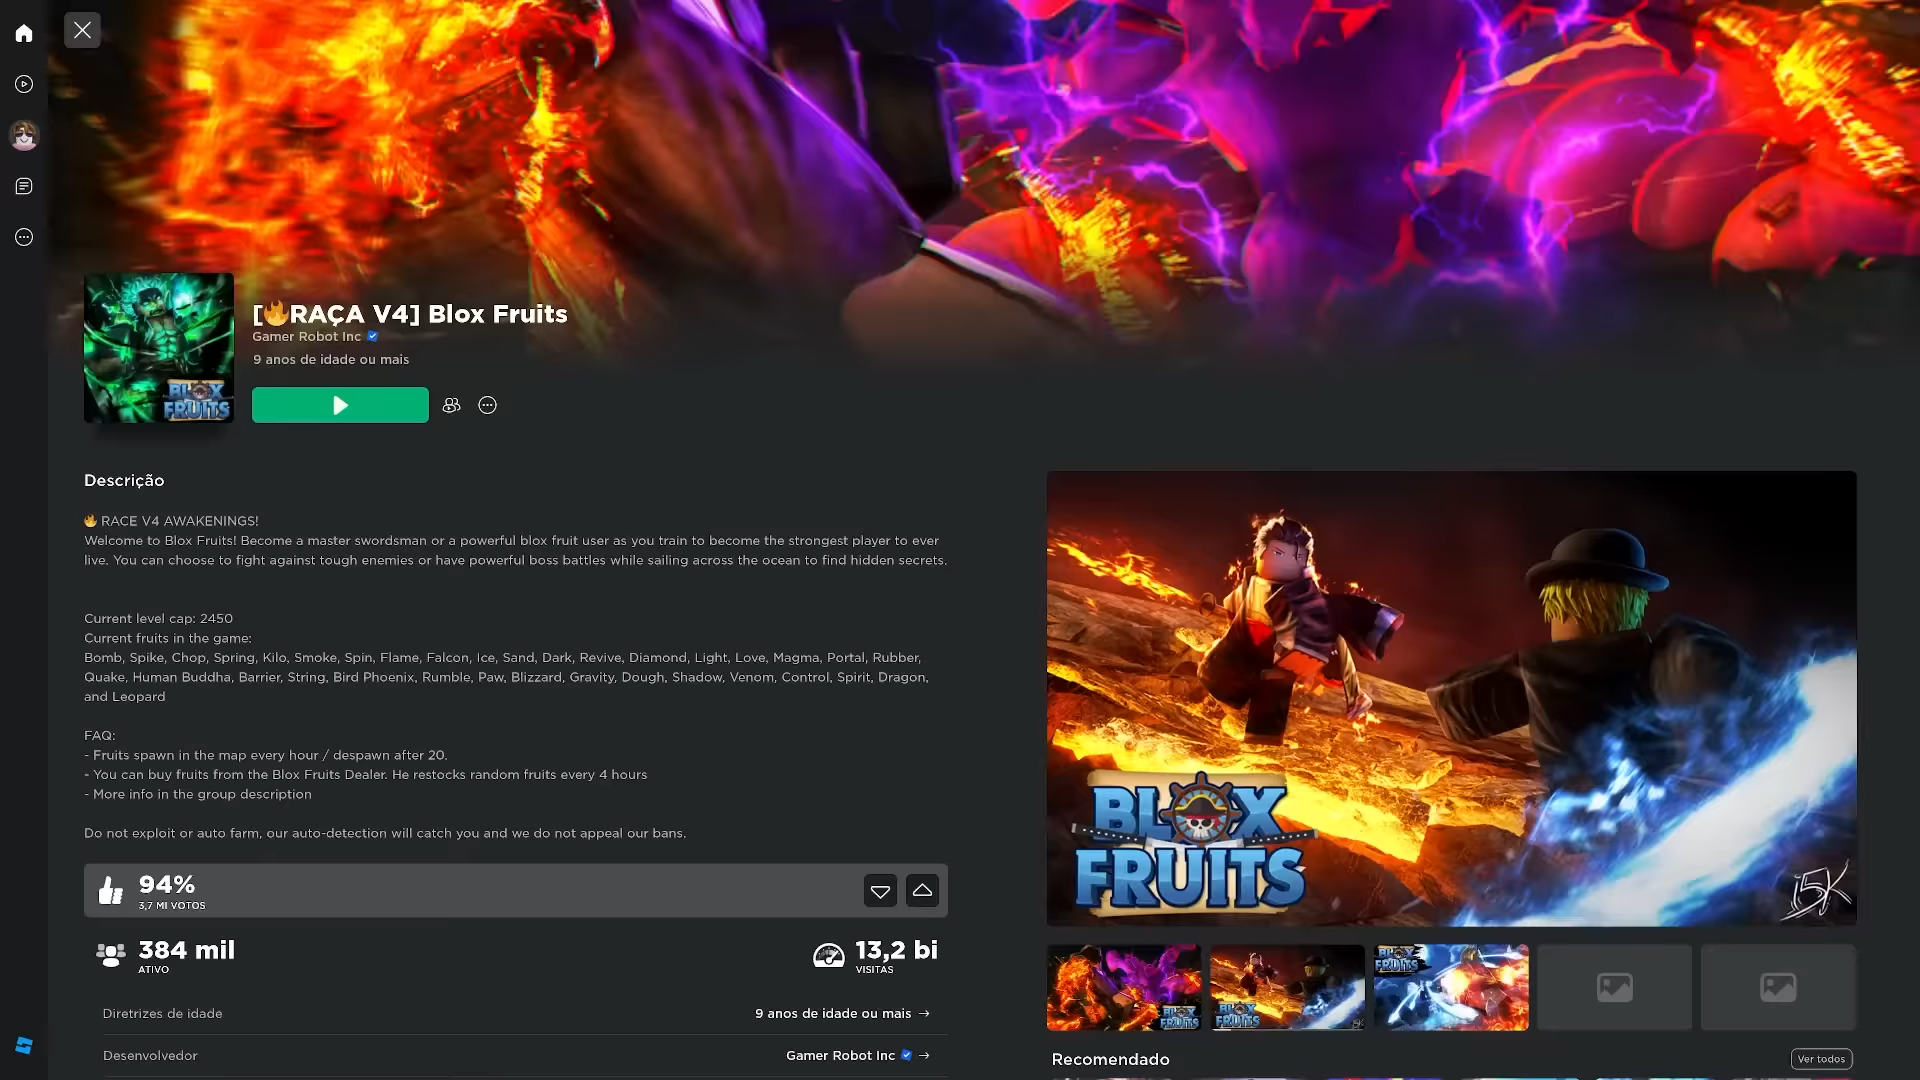 [🔥RAÇA V4] Blox Fruits
Gamer Robot Inc
9 anos de idade ou mais
Descrição
🔥 RACE V4 AWAKENINGS!
Welcome to Blox Fruits! Become a master swordsman or a powerful blox fruit user as you train to become the strongest player to ever
live. You can choose to fight against tough enemies or have powerful boss battles while sailing across the ocean to find hidden secrets.
Current level cap: 2450
Current fruits in the game:
Bomb, Spike, Chop, Spring, Kilo, Smoke, Spin, Flame, Falcon, Ice, Sand, Dark, Revive, Diamond, Light, Love, Magma, Portal, Rubber,
Quake, Human Buddha, Barrier, String, Bird Phoenix, Rumble, Paw, Blizzard, Gravity, Dough, Shadow, Venom, Control, Spirit, Dragon,
and Leopard
FAQ:
- Fruits spawn in the map every hour / despawn after 20.
- You can buy fruits from the Blox Fruits Dealer. He restocks random fruits every 4 hours
- More info in the group description
Do not exploit or auto farm, our auto-detection will catch you and we do not appeal our bans.
94%
3,7 MI VOTOS
384 mil
ATIVO
13,2 bi
VISITAS
Diretrizes de idade
9 anos de idade ou mais →
Desenvolvedor
Gamer Robot Inc →
BLOX
FRUITS
BLOX
FRUITS
15K
BLOX
FRUITS
BLOX
FRUITS
BLOX
FRUITS
Recomendado
Ver todos